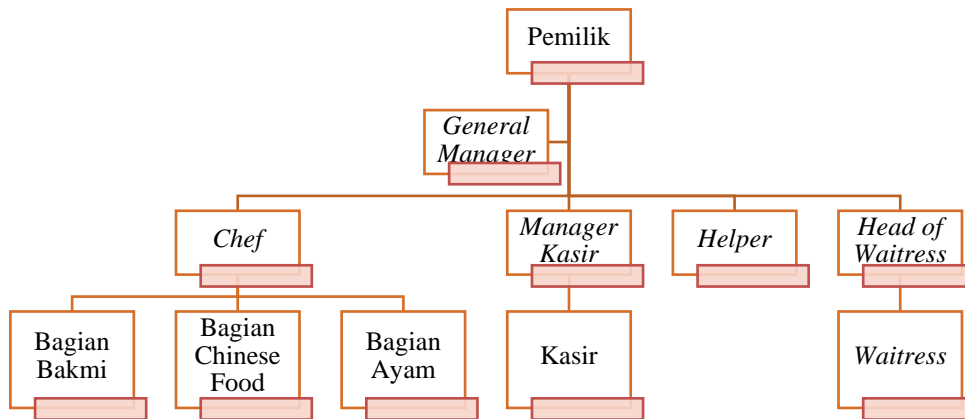 Pemilik
General
Manager
Chef
Manager
Kasir
Helper
Head of
Waitress
Bagian
Bakmi
Bagian
Chinese
Food
Bagian
Ayam
Kasir
Waitress